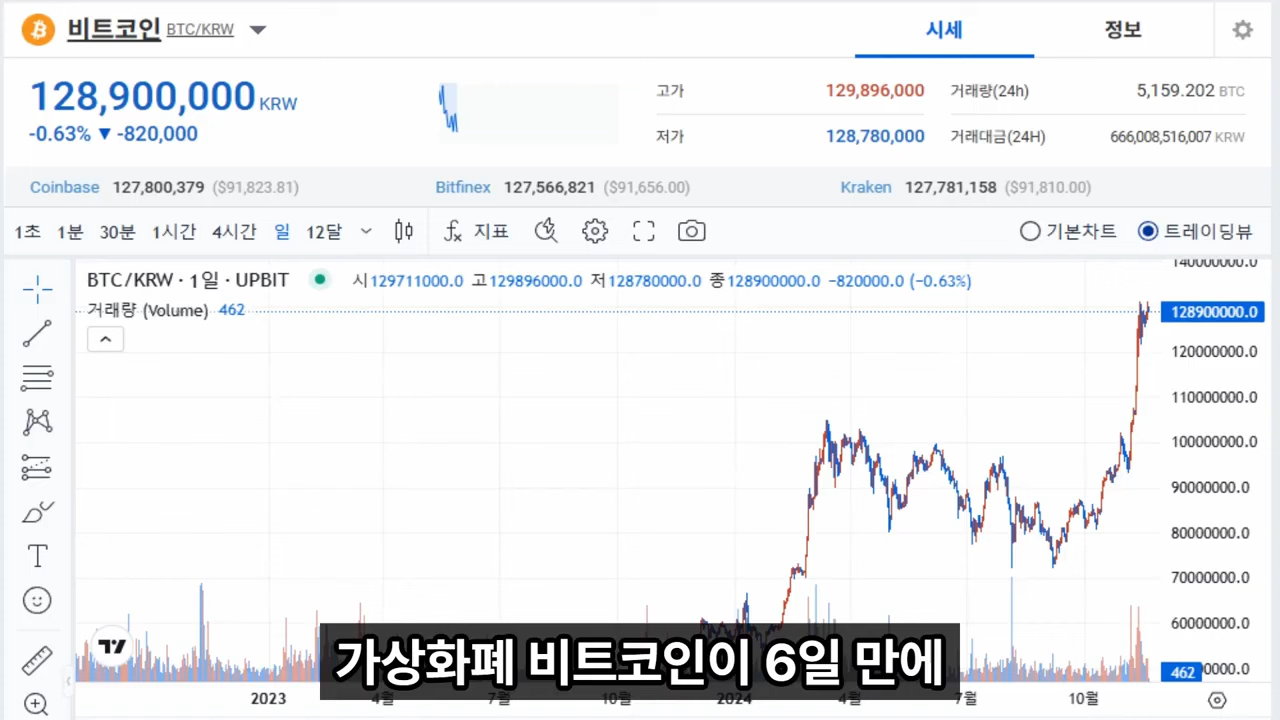 비트코인 BTC/KRW
시세
정보
128,900,000 KRW
-0.63% ▼ -820,000
고가 129,896,000
저가 128,780,000
거래량(24h) 5,159.202 BTC
거래대금(24H) 666,008,516,007 KRW
Coinbase 127,800,379 ($91,823.81)
Bitfinex 127,566,821 ($91,656.00)
Kraken 127,781,158 ($91,810.00)
1초 1분 30분 1시간 4시간 일 12달
지표
기본차트 트레이딩뷰
BTC/KRW · 1일 · UPBIT 시129711000.0 고129896000.0 저128780000.0 종128900000.0 −820000.0 (−0.63%)
거래량 (Volume) 462
140000000.0
128900000.0
120000000.0
110000000.0
100000000.0
90000000.0
80000000.0
70000000.0
60000000.0
462
가상화폐 비트코인이 6일 만에
2023 4월 7월 10월 2024 4월 7월 10월